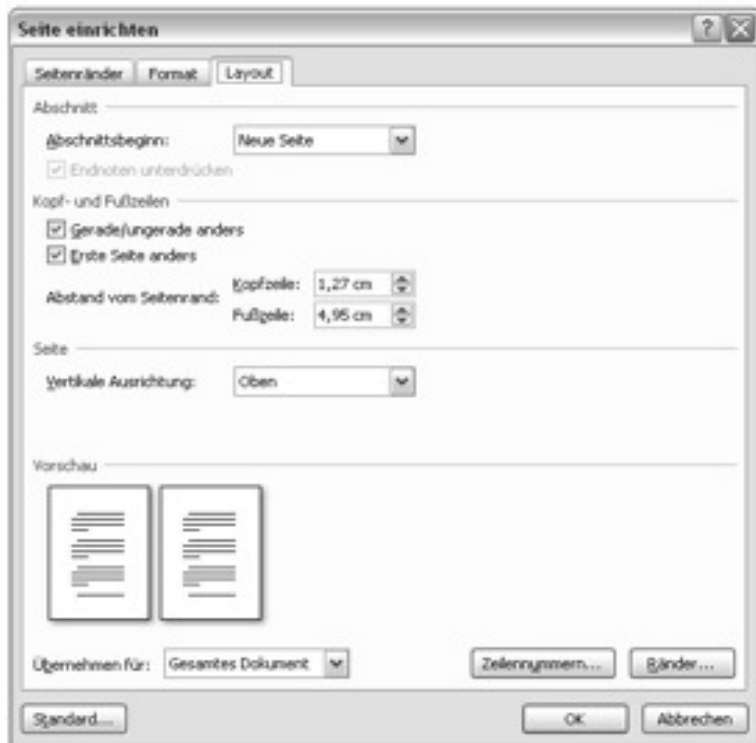 Seite einrichten
Seitenränder Format Layout
Abschnitt
Abschnittsbeginn: Neue Seite
Endnoten unterdrücken
Kopf- und Fußzeilen
Gerade/ungerade anders
Erste Seite anders
Abstand vom Seitenrand: Kopfzeile: 1,27 cm
Fußzeile: 4,95 cm
Seite
Vertikale Ausrichtung: Oben
Vorschau
Übernehmen für: Gesamtes Dokument Zeilennummern... Ränder...
Standard... OK Abbrechen